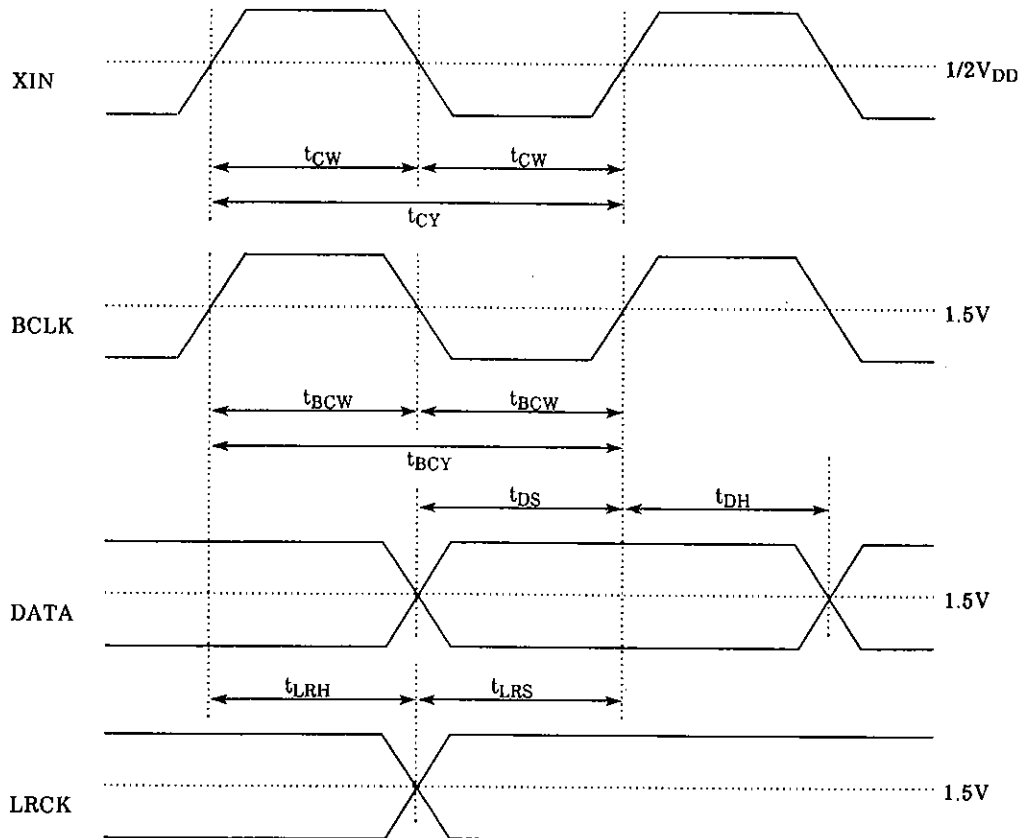 XIN
1/2VDD
tCW tCW
tCY
BCLK
1.5V
tBCW tBCW
tBCY
tDS tDH
DATA
1.5V
tLRH tLRS
LRCK
1.5V